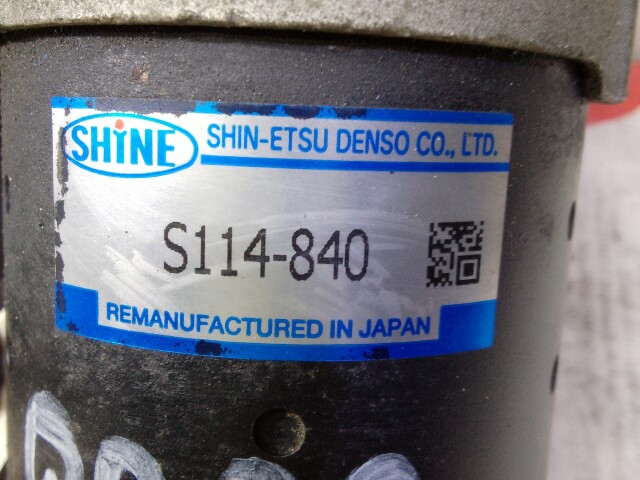 SHiNE
SHIN-ETSU DENSO CO., LTD.
S114-840
REMANUFACTURED IN JAPAN